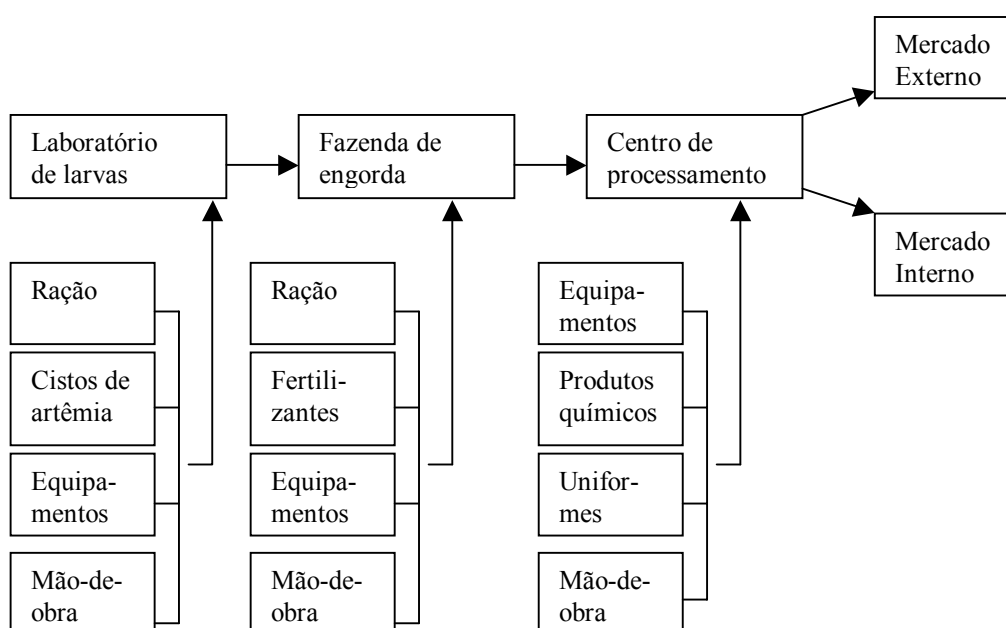 Mercado
Externo
Laboratório
de larvas
Fazenda de
engorda
Centro de
processamento
Mercado
Interno
Ração
Cistos de
artêmia
Equipa-
mentos
Mão-de-
obra
Ração
Fertili-
zantes
Equipa-
mentos
Mão-de-
obra
Equipa-
mentos
Produtos
químicos
Unifor-
mes
Mão-de-
obra